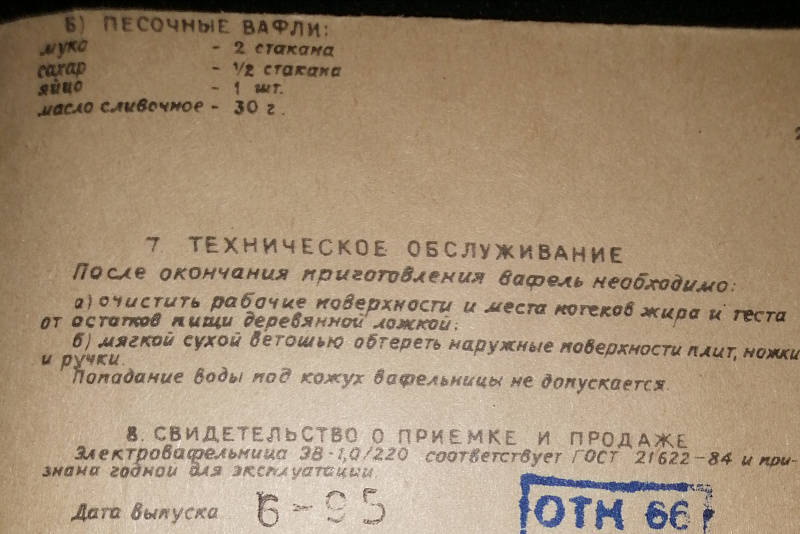 Б) ПЕСОЧНЫЕ ВАФЛИ:
мука - 2 стакана
сахар - 1/2 стакана
яйцо - 1 шт.
масло сливочное - 30 г.
7 ТЕХНИЧЕСКОЕ ОБСЛУЖИВАНИЕ
После окончания приготовления вафель необходимо:
а) очистить рабочие поверхности и места потеков жира и теста
от остатков пищи деревянной ложкой;
б) мягкой сухой ветошью обтереть наружные поверхности плит, ножки
и ручки.
Попадание воды под кожух вафельницы не допускается.
8. СВИДЕТЕЛЬСТВО О ПРИЕМКЕ И ПРОДАЖЕ
Электровафельница ЭВ-1,0/220 соответствует ГОСТ 21622-84 и при-
знана годной для эксплуатации.
Дата выпуска 6-95 ОТН 66